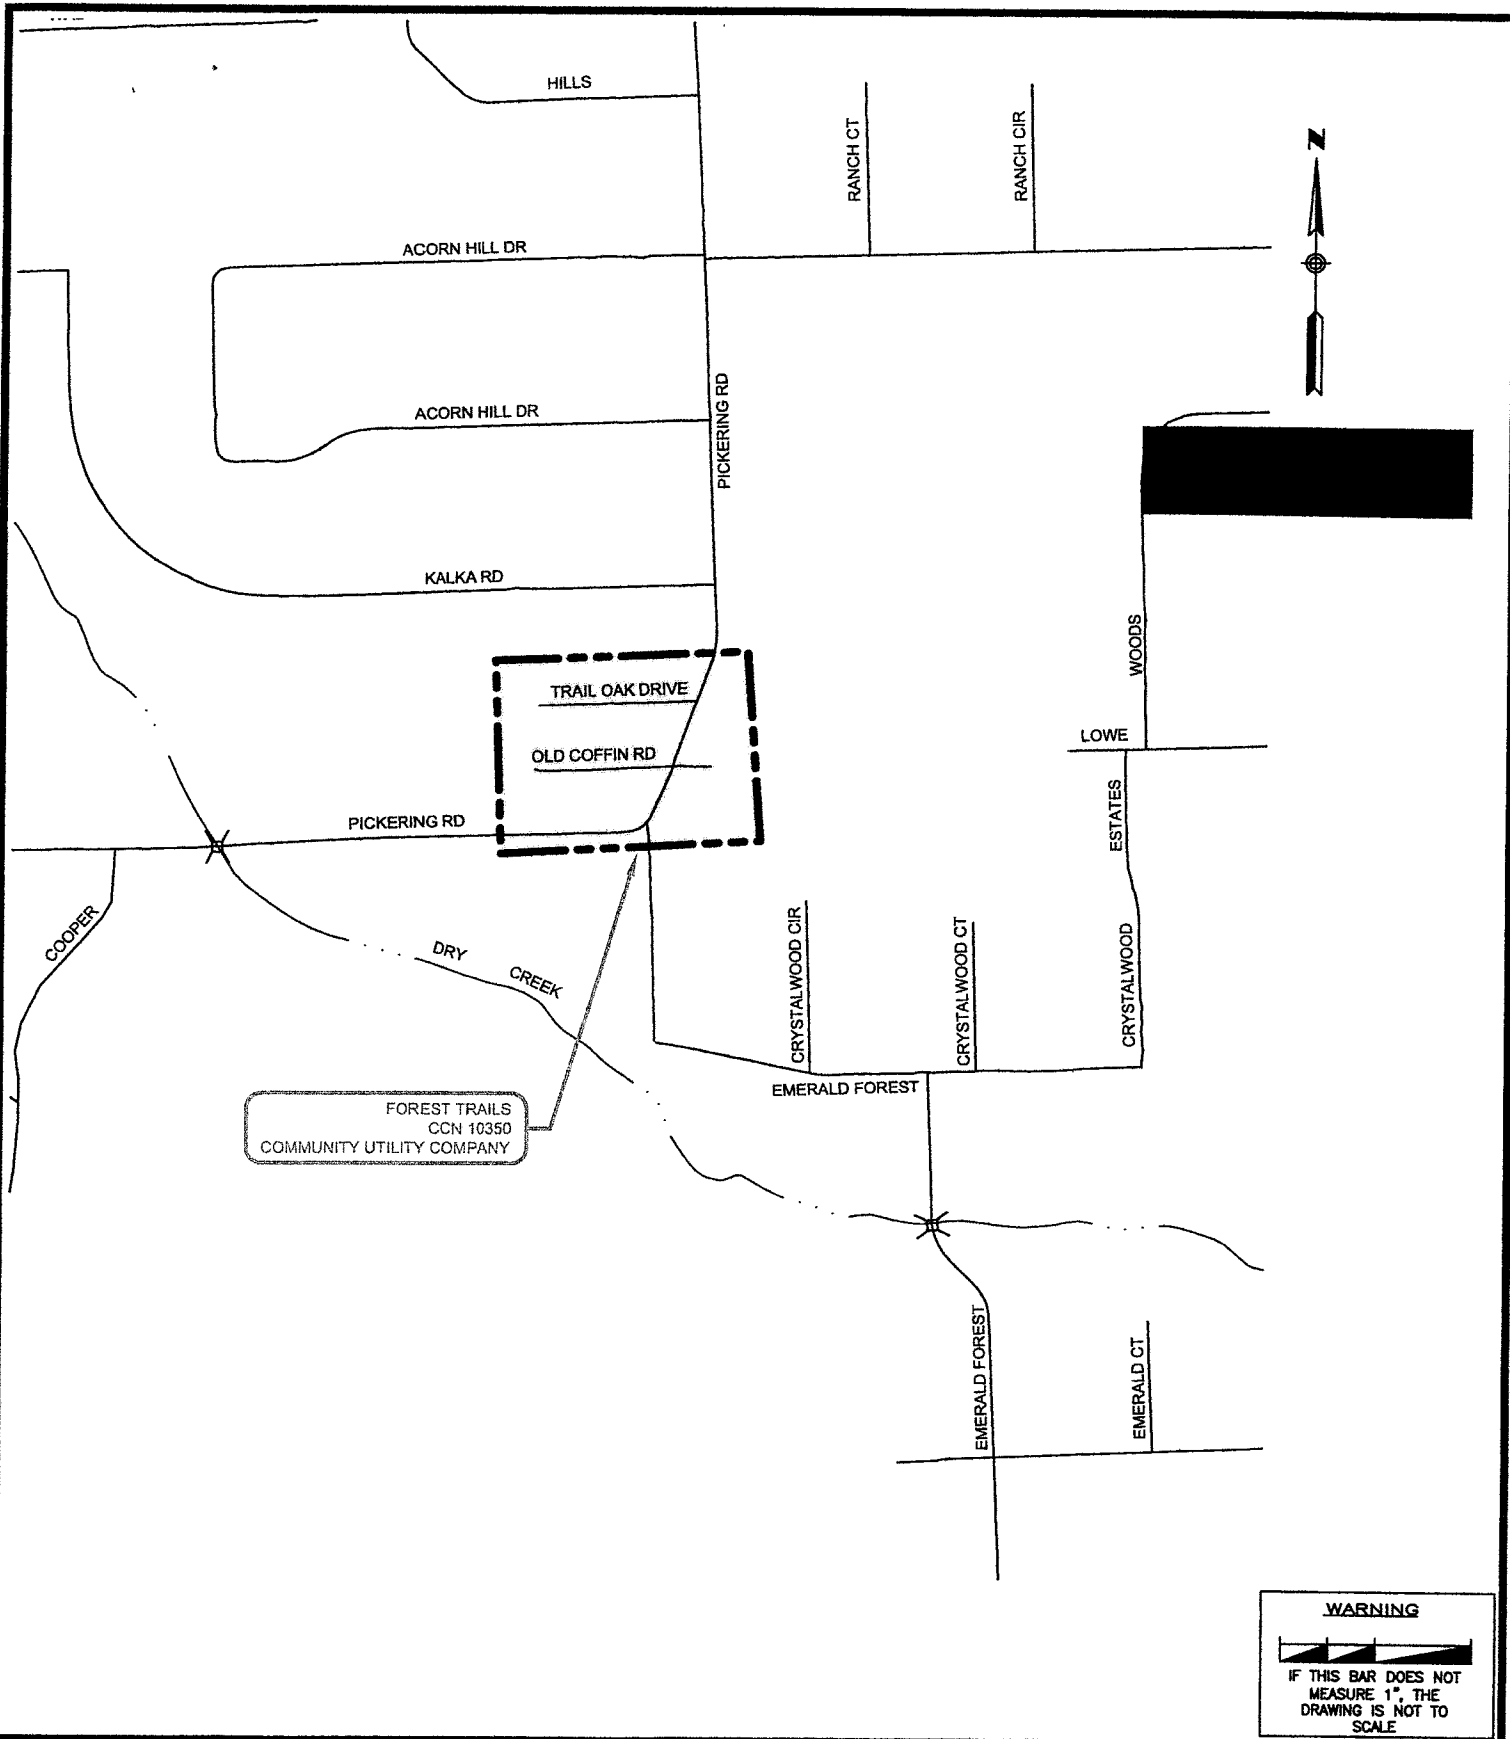 HILLS
RANCH CT
RANCH CIR
N
ACORN HILL DR
PICKERING RD
ACORN HILL DR
KALKA RD
WOODS
TRAIL OAK DRIVE
LOWE
OLD COFFIN RD
ESTATES
PICKERING RD
COOPER
DRY
CREEK
CRYSTALWOOD CIR
CRYSTALWOOD CT
CRYSTALWOOD
EMERALD FOREST
FOREST TRAILS
CCN 10350
COMMUNITY UTILITY COMPANY
EMERALD FOREST
EMERALD CT
WARNING
IF THIS BAR DOES NOT
MEASURE 1", THE
DRAWING IS NOT TO
SCALE